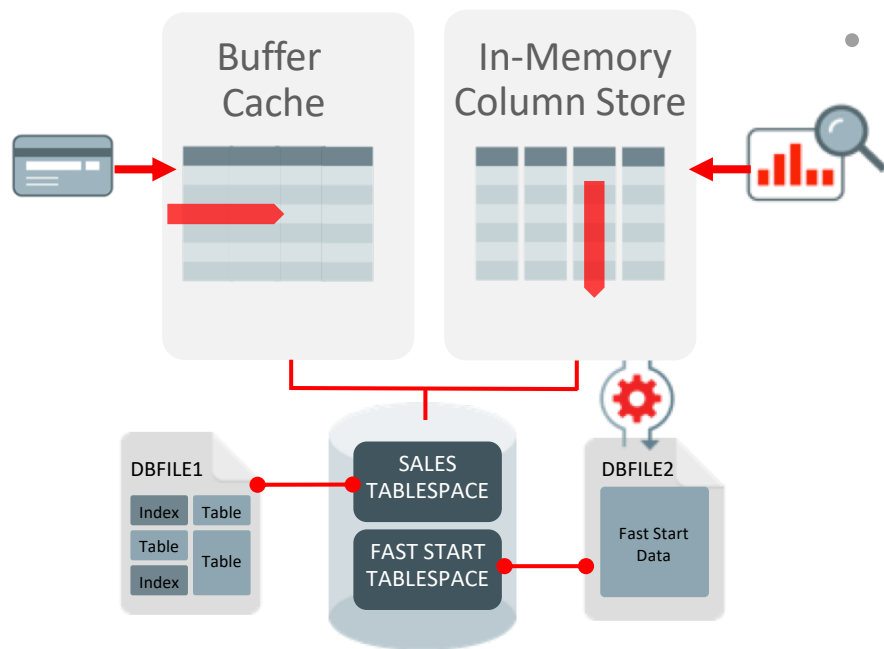 Buffer
Cache
In-Memory
Column Store
DBFILE1
Index
Table
Table
Table
Index
SALES
TABLESPACE
FAST START
TABLESPACE
DBFILE2
Fast Start
Data